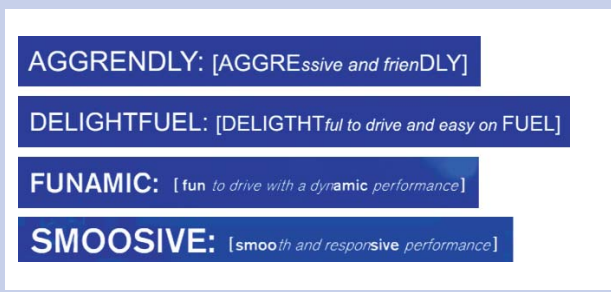 AGGRENDLY: [AGGREssive and frienDLY]
DELIGHTFUEL: [DELIGTHTful to drive and easy on FUEL]
FUNAMIC: [fun to drive with a dynamic performance]
SMOOSIVE: [smooth and responsive performance]